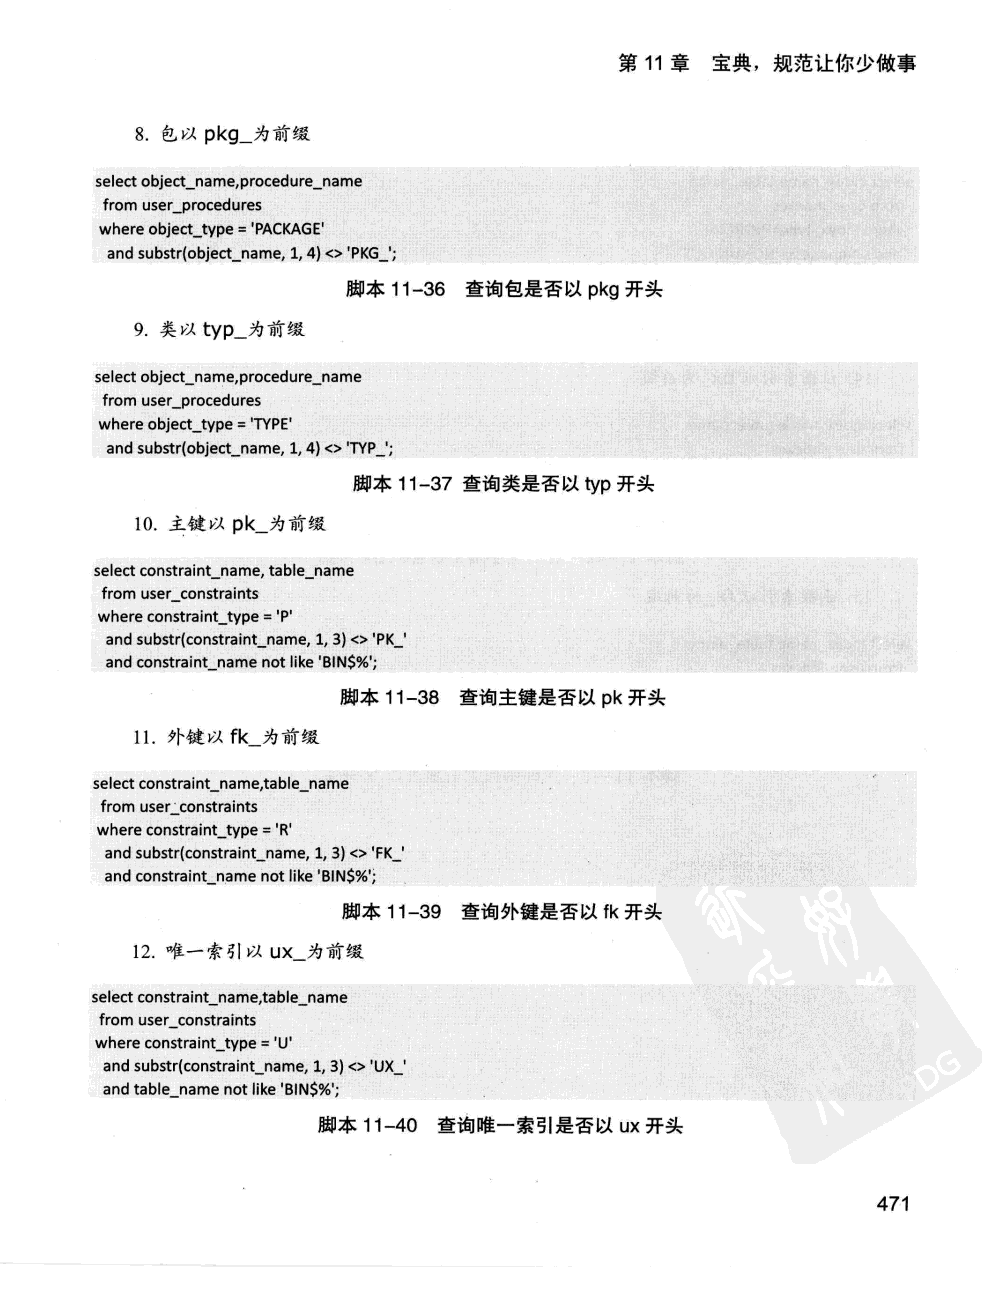 第 11 章　宝典，规范让你少做事
8. 包以 pkg_为前缀
select object_name,procedure_name
from user_procedures
where object_type = 'PACKAGE'
and substr(object_name, 1, 4) <> 'PKG_';
脚本 11-36　查询包是否以 pkg 开头
9. 类以 typ_为前缀
select object_name,procedure_name
from user_procedures
where object_type = 'TYPE'
and substr(object_name, 1, 4) <> 'TYP_';
脚本 11-37 查询类是否以 typ 开头
10. 主键以 pk_为前缀
select constraint_name, table_name
from user_constraints
where constraint_type = 'P'
and substr(constraint_name, 1, 3) <> 'PK_'
and constraint_name not like 'BIN$%';
脚本 11-38　查询主键是否以 pk 开头
11. 外键以 fk_为前缀
select constraint_name,table_name
from user_constraints
where constraint_type = 'R'
and substr(constraint_name, 1, 3) <> 'FK_'
and constraint_name not like 'BIN$%';
脚本 11-39　查询外键是否以 fk 开头
12. 唯一索引以 ux_为前缀
select constraint_name,table_name
from user_constraints
where constraint_type = 'U'
and substr(constraint_name, 1, 3) <> 'UX_'
and table_name not like 'BIN$%';
脚本 11-40　查询唯一索引是否以 ux 开头
DG
471